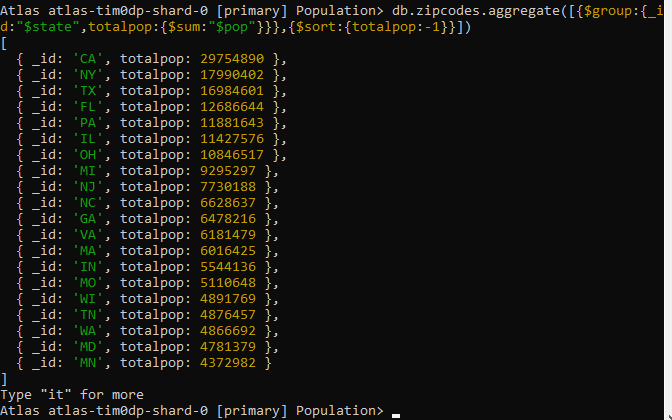 Atlas atlas-tim0dp-shard-0 [primary] Population> db.zipcodes.aggregate([{$group:{_i
d:"$state",totalpop:{$sum:"$pop"}}},{$sort:{totalpop:-1}}])
[
  { _id: 'CA', totalpop: 29754890 },
  { _id: 'NY', totalpop: 17990402 },
  { _id: 'TX', totalpop: 16984601 },
  { _id: 'FL', totalpop: 12686644 },
  { _id: 'PA', totalpop: 11881643 },
  { _id: 'IL', totalpop: 11427576 },
  { _id: 'OH', totalpop: 10846517 },
  { _id: 'MI', totalpop: 9295297 },
  { _id: 'NJ', totalpop: 7730188 },
  { _id: 'NC', totalpop: 6628637 },
  { _id: 'GA', totalpop: 6478216 },
  { _id: 'VA', totalpop: 6181479 },
  { _id: 'MA', totalpop: 6016425 },
  { _id: 'IN', totalpop: 5544136 },
  { _id: 'MO', totalpop: 5110648 },
  { _id: 'WI', totalpop: 4891769 },
  { _id: 'TN', totalpop: 4876457 },
  { _id: 'WA', totalpop: 4866692 },
  { _id: 'MD', totalpop: 4781379 },
  { _id: 'MN', totalpop: 4372982 }
]
Type "it" for more
Atlas atlas-tim0dp-shard-0 [primary] Population>